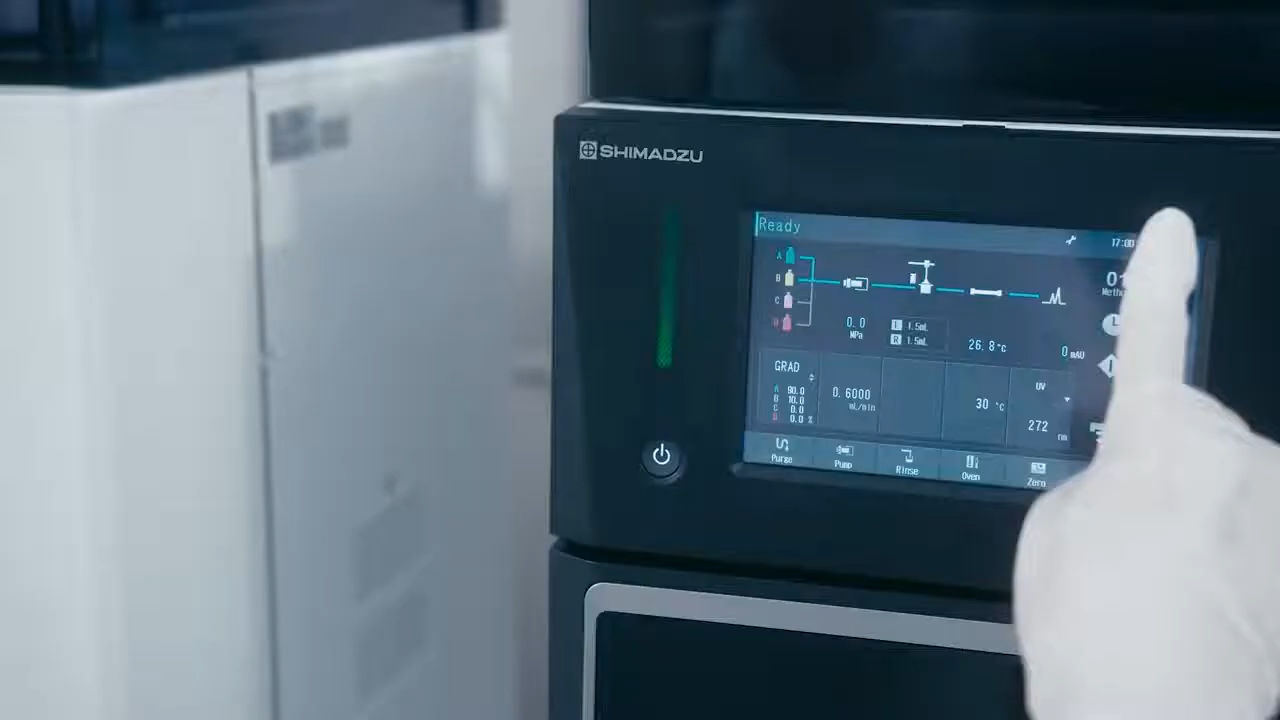 SHIMADZU
Ready
17:00
A
B
C
D
0.0
MPa
L 1.5mL
R 1.5mL
26.8°C
0 mAU
GRAD
A 90.0
B 10.0
C 0.0
D 0.0 %
0.6000
mL/min
30 °C
UV
272
nm
Purge
Pump
Rinse
Oven
Zero